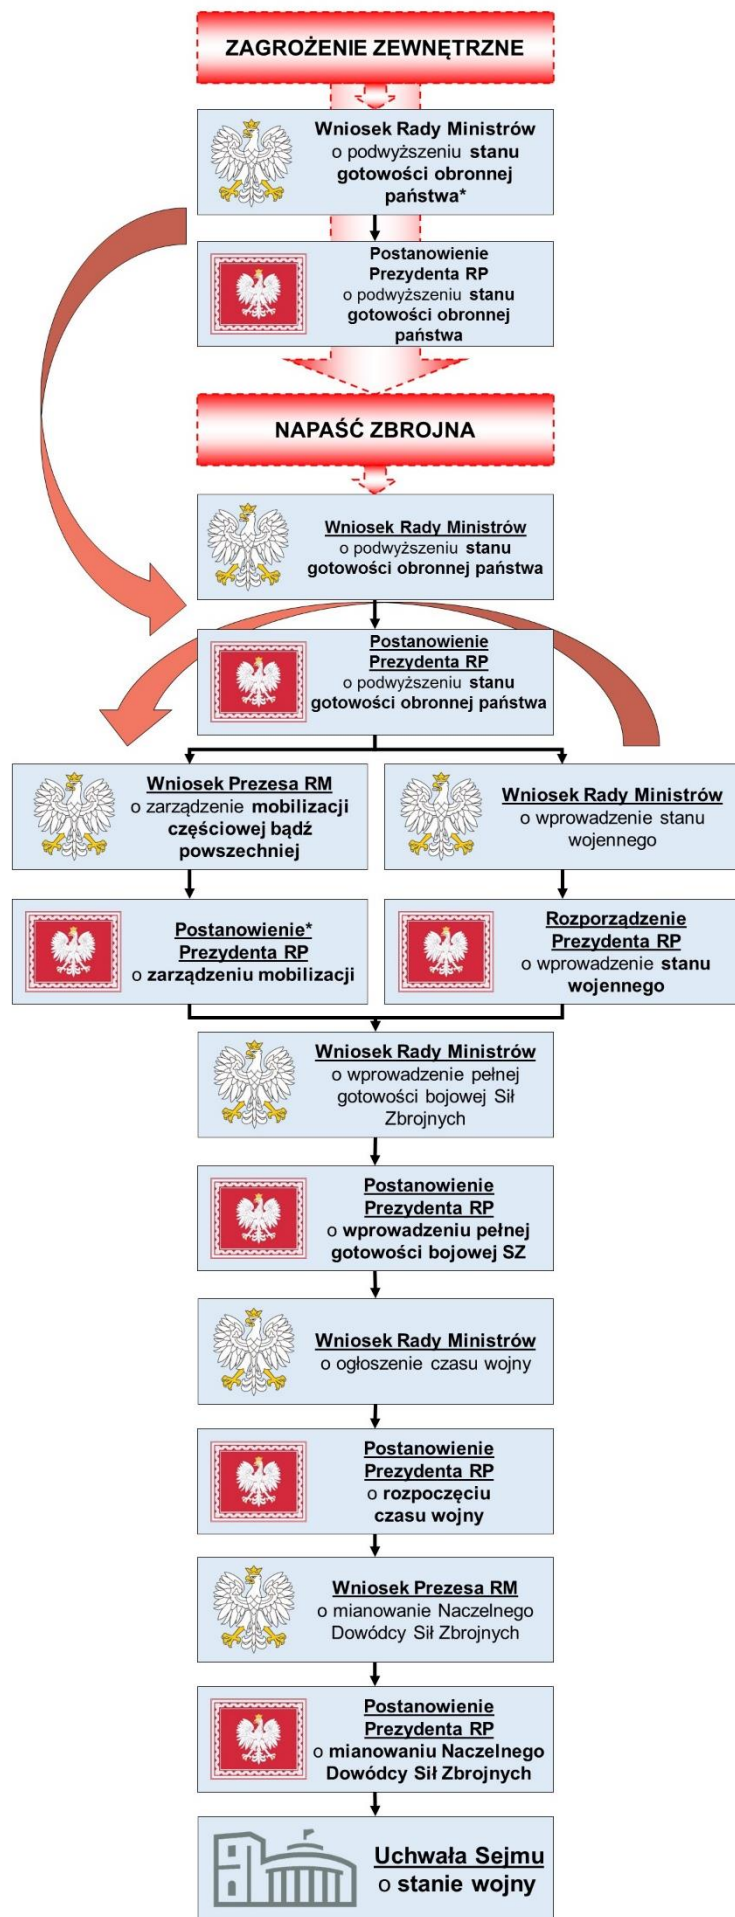 ZAGROŻENIE ZEWNĘTRZNE
Wniosek Rady Ministrów
o podwyższeniu stanu
gotowości obronnej
państwa*
Postanowienie
Prezydenta RP
o podwyższeniu stanu
gotowości obronnej
państwa
NAPAŚĆ ZBROJNA
Wniosek Rady Ministrów
o podwyższeniu stanu
gotowości obronnej państwa
Postanowienie
Prezydenta RP
o podwyższeniu stanu
gotowości obronnej państwa
Wniosek Prezesa RM
o zarządzenie mobilizacji
częściowej bądź
powszechniej
Wniosek Rady Ministrów
o wprowadzenie stanu
wojennego
Postanowienie*
Prezydenta RP
o zarządzeniu mobilizacji
Rozporządzenie
Prezydenta RP
o wprowadzenie stanu
wojennego
Wniosek Rady Ministrów
o wprowadzenie pełnej
gotowości bojowej Sił
Zbrojnych
Postanowienie
Prezydenta RP
o wprowadzeniu pełnej
gotowości bojowej SZ
Wniosek Rady Ministrów
o ogłoszenie czasu wojny
Postanowienie
Prezydenta RP
o rozpoczęciu
czasu wojny
Wniosek Prezesa RM
o mianowanie Naczelnego
Dowódcy Sił Zbrojnych
Postanowienie
Prezydenta RP
o mianowaniu Naczelnego
Dowódcy Sił Zbrojnych
Uchwała Sejmu
o stanie wojny